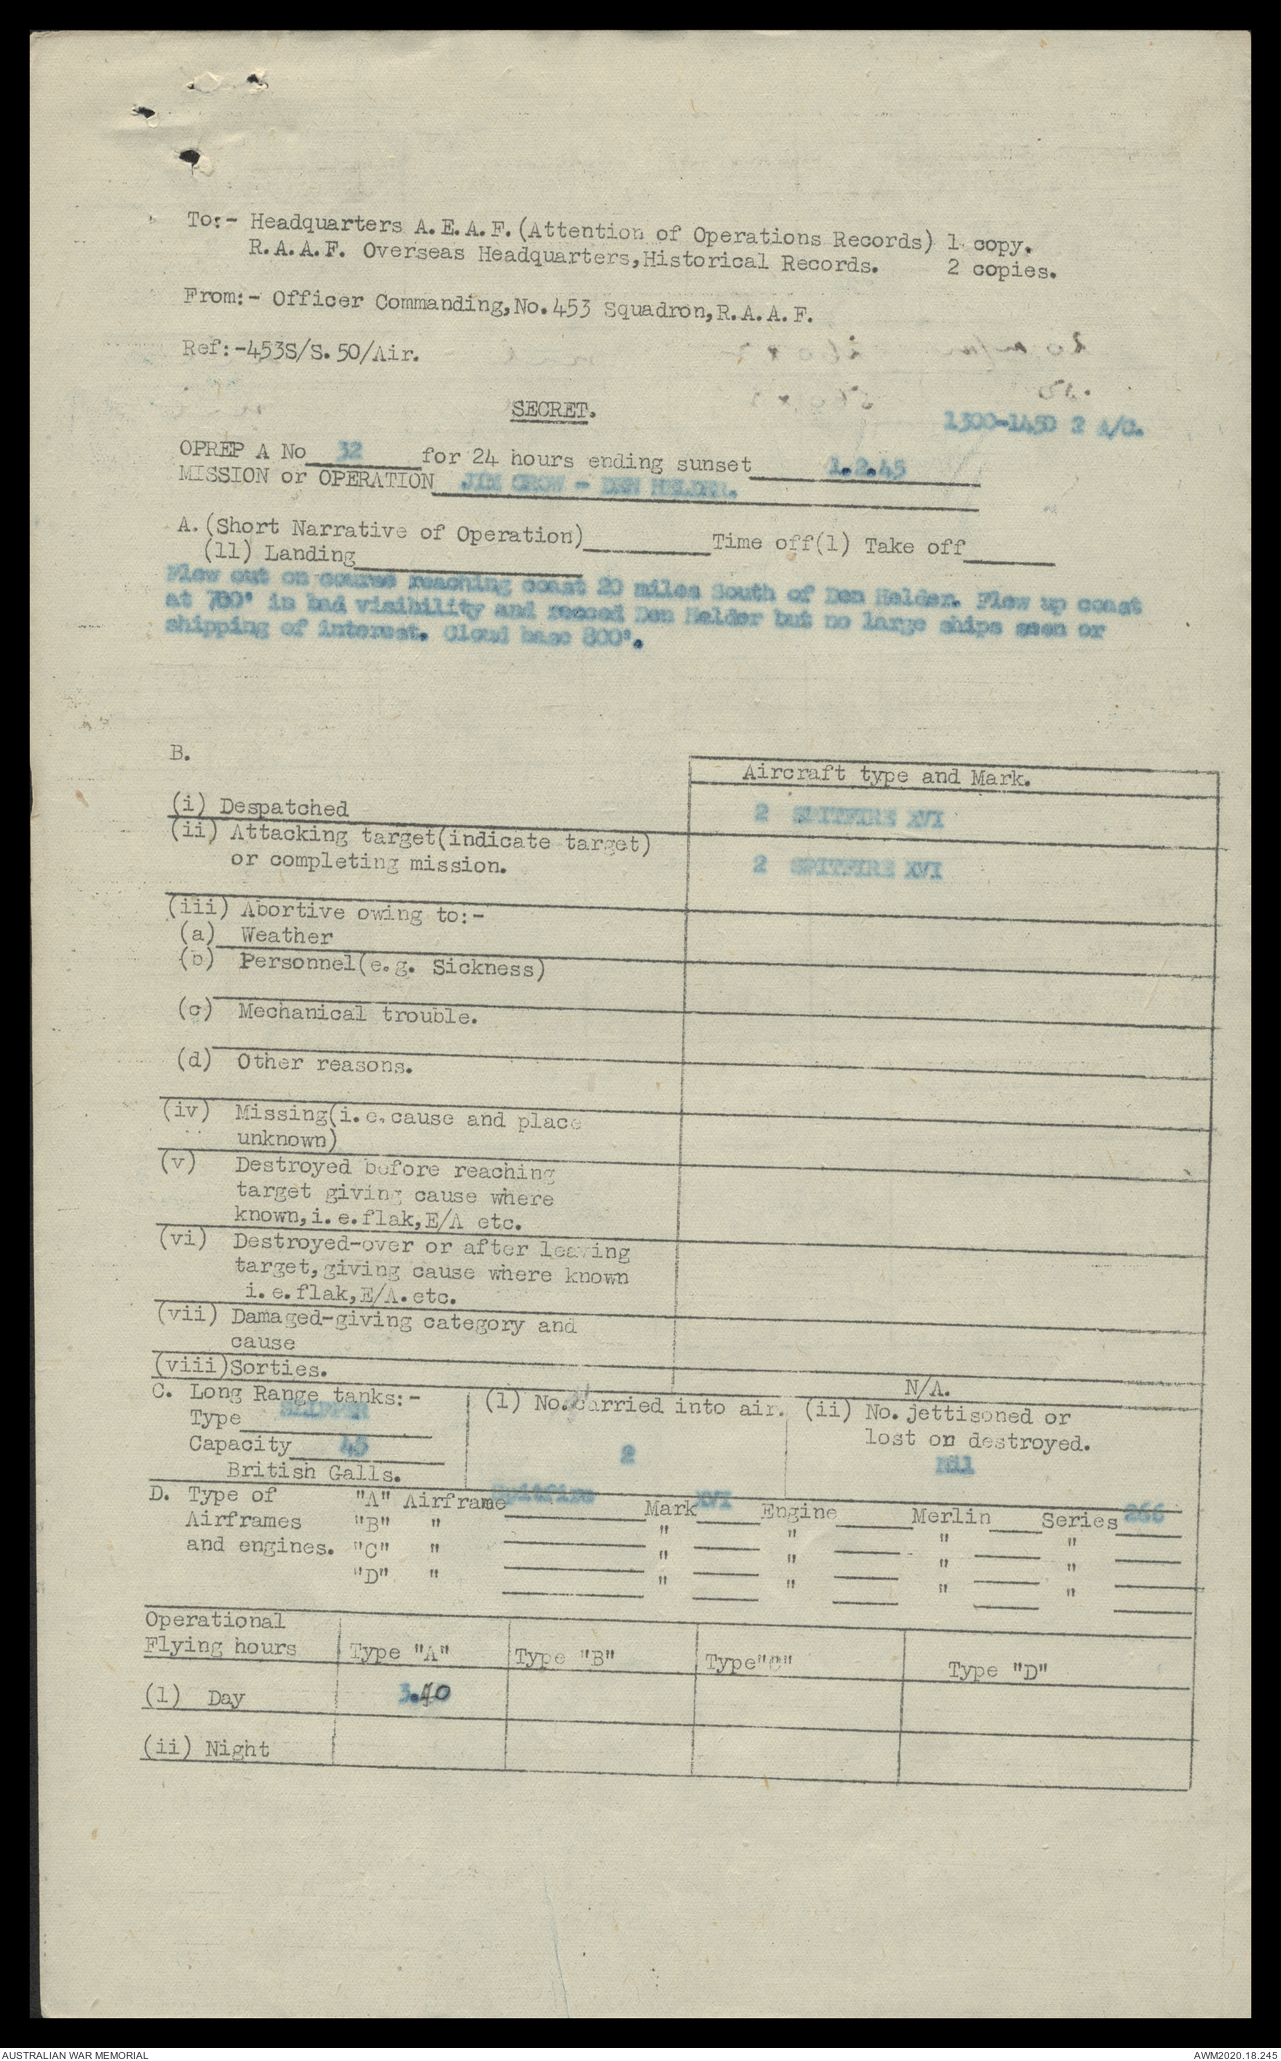 To:- Headquarters A.E.A.F.(Attention of Operations Records) 1 copy.
R.A.A.F. Overseas Headquarters,Historical Records. 2 copies.
From:- Officer Commanding,No.453 Squadron,R.A.A.F.
Ref:-453S/S.50/Air.
SECRET.
1300-1450 2 A/C.
OPREP A No 32 for 24 hours ending sunset 1.2.45
MISSION or OPERATION JIM CROW - DEN HELDER.
A.(Short Narrative of Operation) Time off(1) Take off
(11) Landing
Flew out on course reaching coast 20 miles South of Den Helder. Flew up coast
at 700' in bad visibility and recced Den Helder but no large ships seen or
shipping of interest. Cloud base 800'.
B.
Aircraft type and Mark.
(i) Despatched 2 SPITFIRE XVI
(ii) Attacking target(indicate target)
or completing mission. 2 SPITFIRE XVI
(iii) Abortive owing to:-
(a) Weather
(b) Personnel(e.g. Sickness)
(c) Mechanical trouble.
(d) Other reasons.
(iv) Missing(i.e.cause and place
unknown)
(v) Destroyed before reaching
target giving cause where
known,i.e.flak,E/A etc.
(vi) Destroyed-over or after leaving
target,giving cause where known
i.e.flak,E/A.etc.
(vii) Damaged-giving category and
cause
(viii)Sorties. N/A.
C. Long Range tanks:- (1) No.carried into air. (ii) No. jettisoned or
Type SLIPPER lost or destroyed.
Capacity 45 2 Nil
British Galls.
D. Type of "A" Airframe Spitfire Mark XVI Engine Merlin Series 266
Airframes "B" " " " " "
and engines. "C" " " " " "
"D" " " " " "
Operational
Flying hours Type "A" Type "B" Type"C" Type "D"
(1) Day 3.40
(ii) Night
AUSTRALIAN WAR MEMORIAL AWM2020.18.245